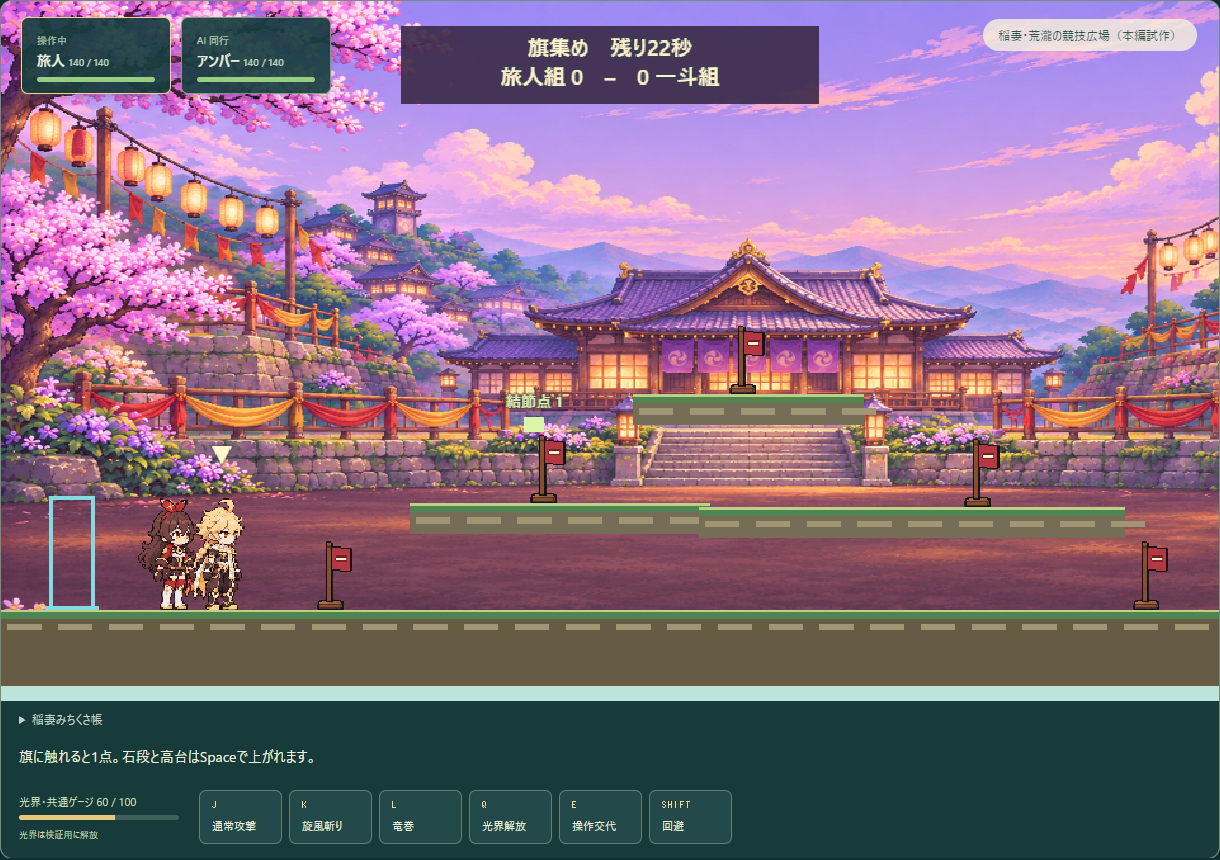 操作中
旅人 140 / 140
AI 同行
アンバー 140 / 140
旗集め 残り22秒
旅人組 0 – 0 一斗組
稲妻・荒瀧の競技広場（本編試作）
結節点 1
▶ 稲妻みちくさ帳
旗に触れると1点。石段と高台はSpaceで上がれます。
光界・共通ゲージ 60 / 100
光界は検証用に解放
J
通常攻撃
K
旋風斬り
L
竜巻
Q
光界解放
E
操作交代
SHIFT
回避